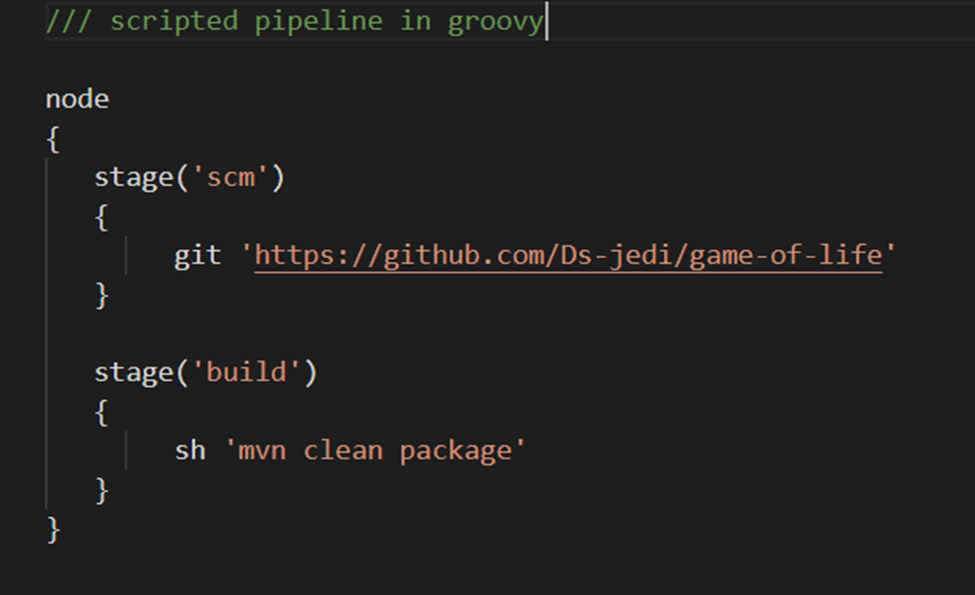 /// scripted pipeline in groovy
node
{
stage('scm')
{
git 'https://github.com/Ds-jedi/game-of-life'
}
stage('build')
{
sh 'mvn clean package'
}
}